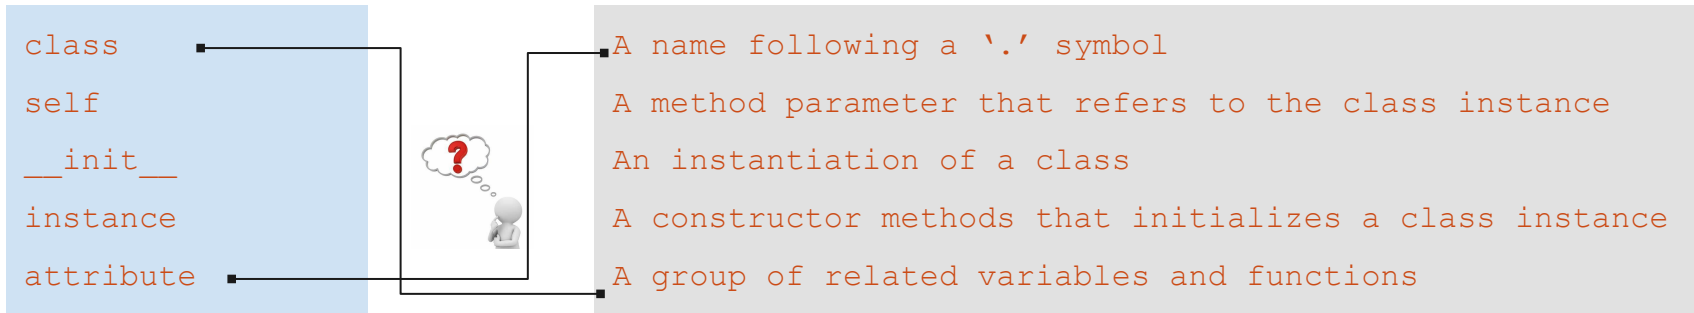 class
self
__init__
instance
attribute
A name following a ‘.’ symbol
A method parameter that refers to the class instance
An instantiation of a class
A constructor methods that initializes a class instance
A group of related variables and functions
?